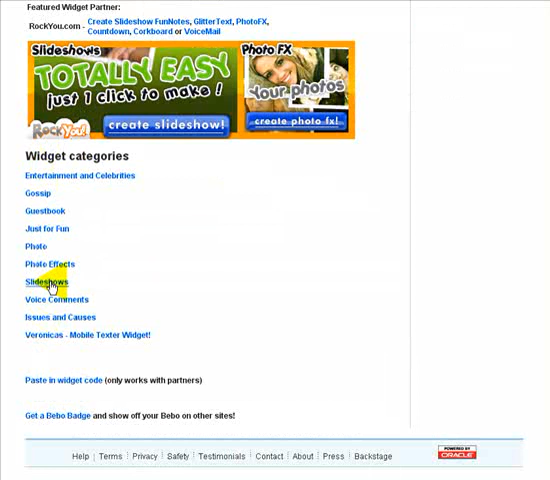 Featured Widget Partner:
RockYou.com - Create Slideshow FunNotes, GlitterText, PhotoFX,
Countdown, Corkboard or VoiceMail
Slideshows
TOTALLY EASY
just 1 click to make!
RockYou!
create slideshow!
Photo FX
Your photos
create photo fx!
Widget categories
Entertainment and Celebrities
Gossip
Guestbook
Just for Fun
Photo
Photo Effects
Slideshows
Voice Comments
Issues and Causes
Veronicas - Mobile Texter Widget!
Paste in widget code (only works with partners)
Get a Bebo Badge and show off your Bebo on other sites!
Help | Terms | Privacy | Safety | Testimonials | Contact | About | Press | Backstage
POWERED BY
ORACLE